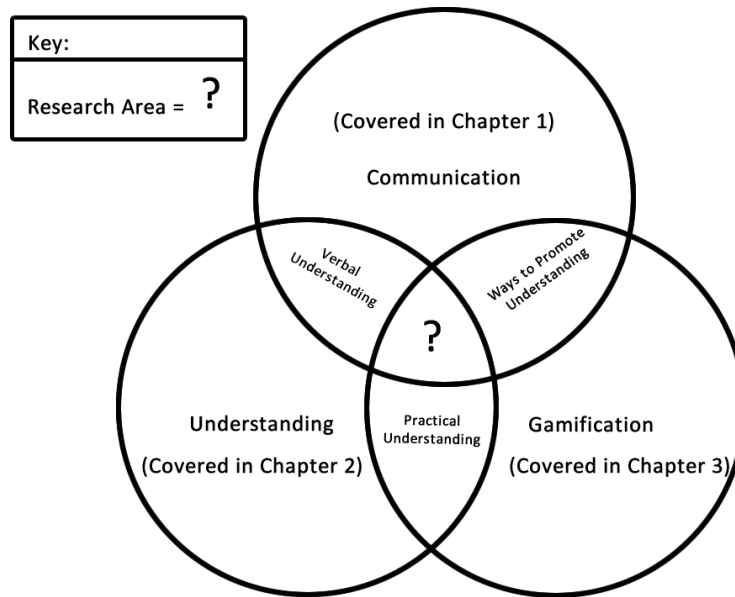 Key:
Research Area = ?
(Covered in Chapter 1)
Communication
Verbal
Understanding
Ways to Promote
Understanding
?
Understanding
(Covered in Chapter 2)
Practical
Understanding
Gamification
(Covered in Chapter 3)